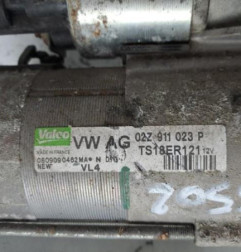 Valeo
VW AG
02Z 911 023 P
TS18ER121 12V
NEW
VL4
205